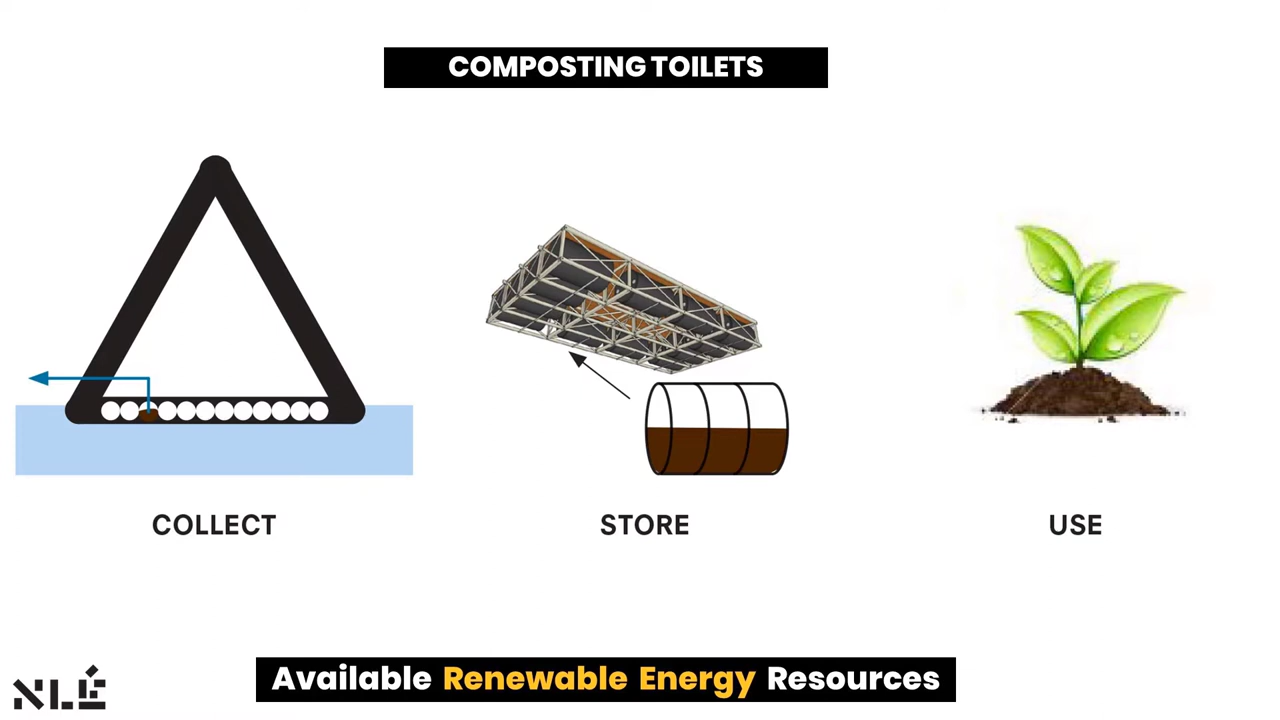 COMPOSTING TOILETS
COLLECT
STORE
USE
Available Renewable Energy Resources
NLÉ